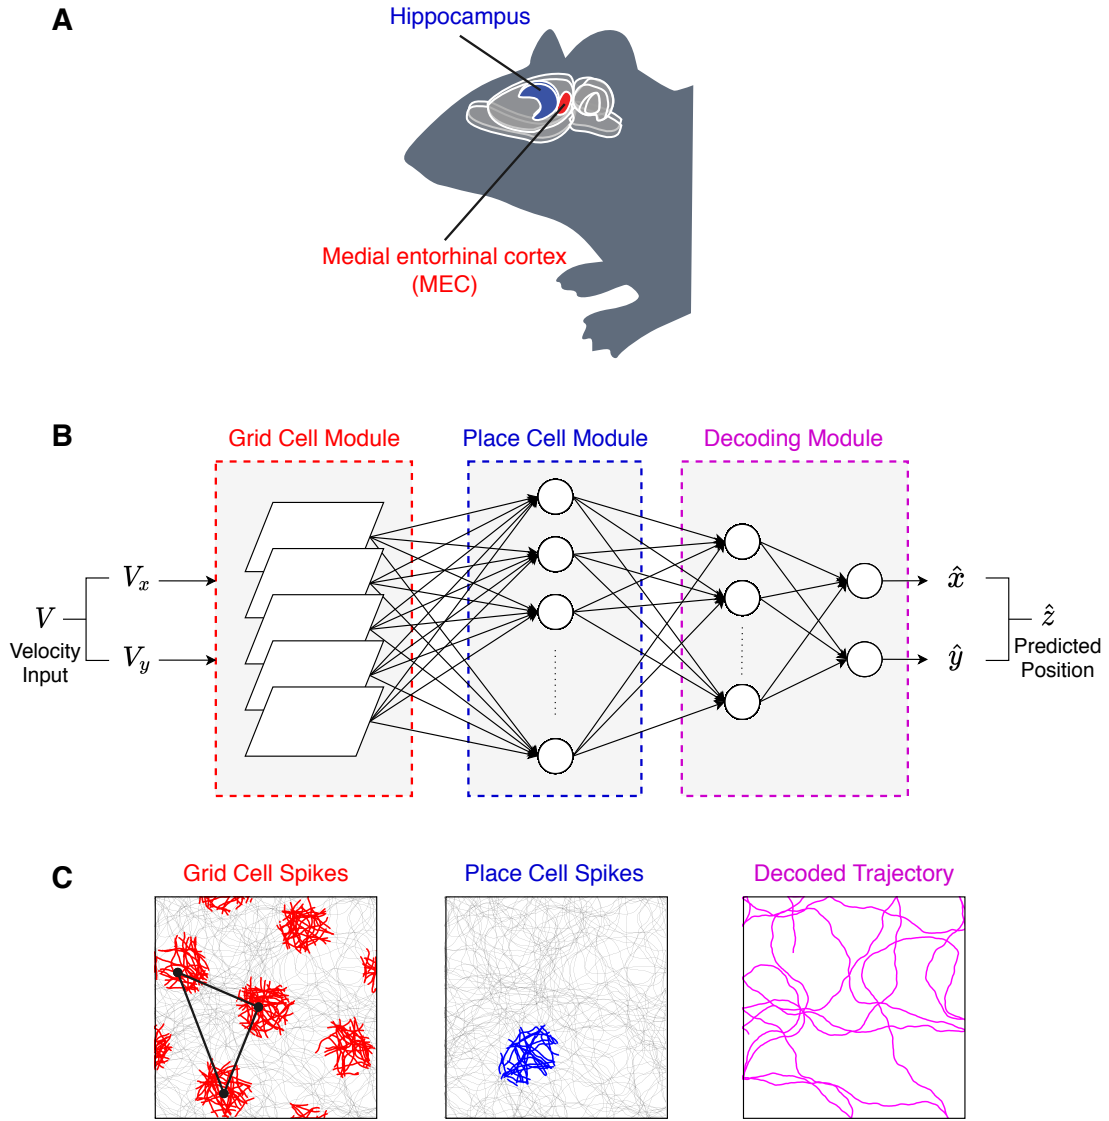 A
Hippocampus
Medial entorhinal cortex
(MEC)
B
Grid Cell Module
Place Cell Module
Decoding Module
V
Velocity
Input
Vₓ
V_y
x̂
ŷ
ẑ
Predicted
Position
C
Grid Cell Spikes
Place Cell Spikes
Decoded Trajectory